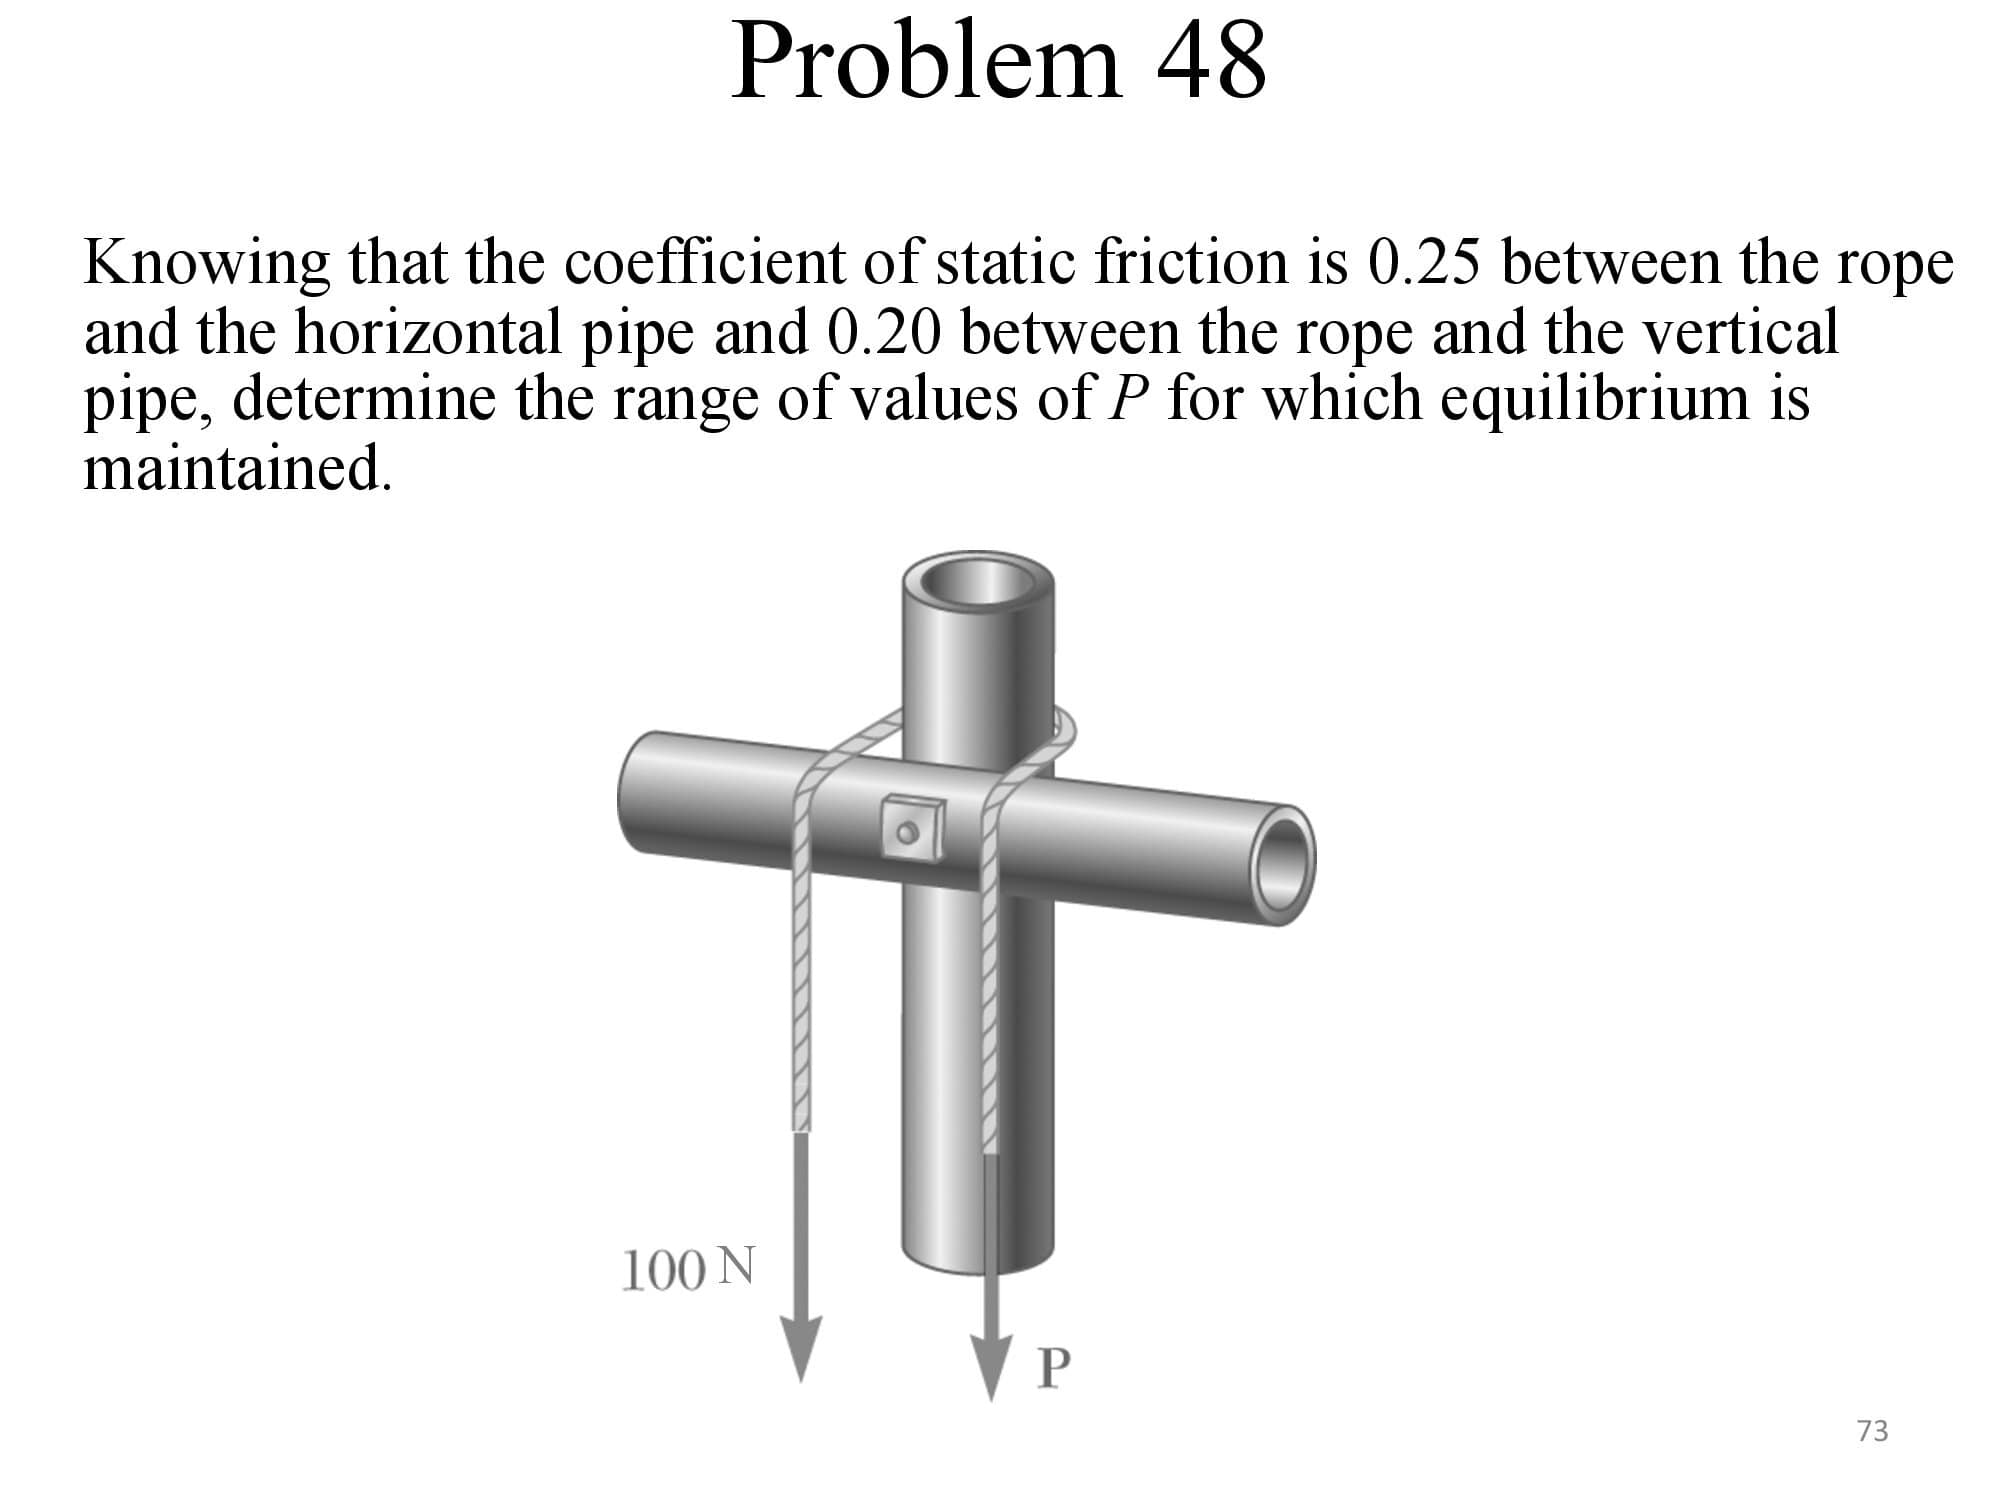 Problem 48
Knowing that the coefficient of static friction is 0.25 between the rope
and the horizontal pipe and 0.20 between the rope and the vertical
pipe, determine the range of values of P for which equilibrium is
maintained.
100 N
P
73